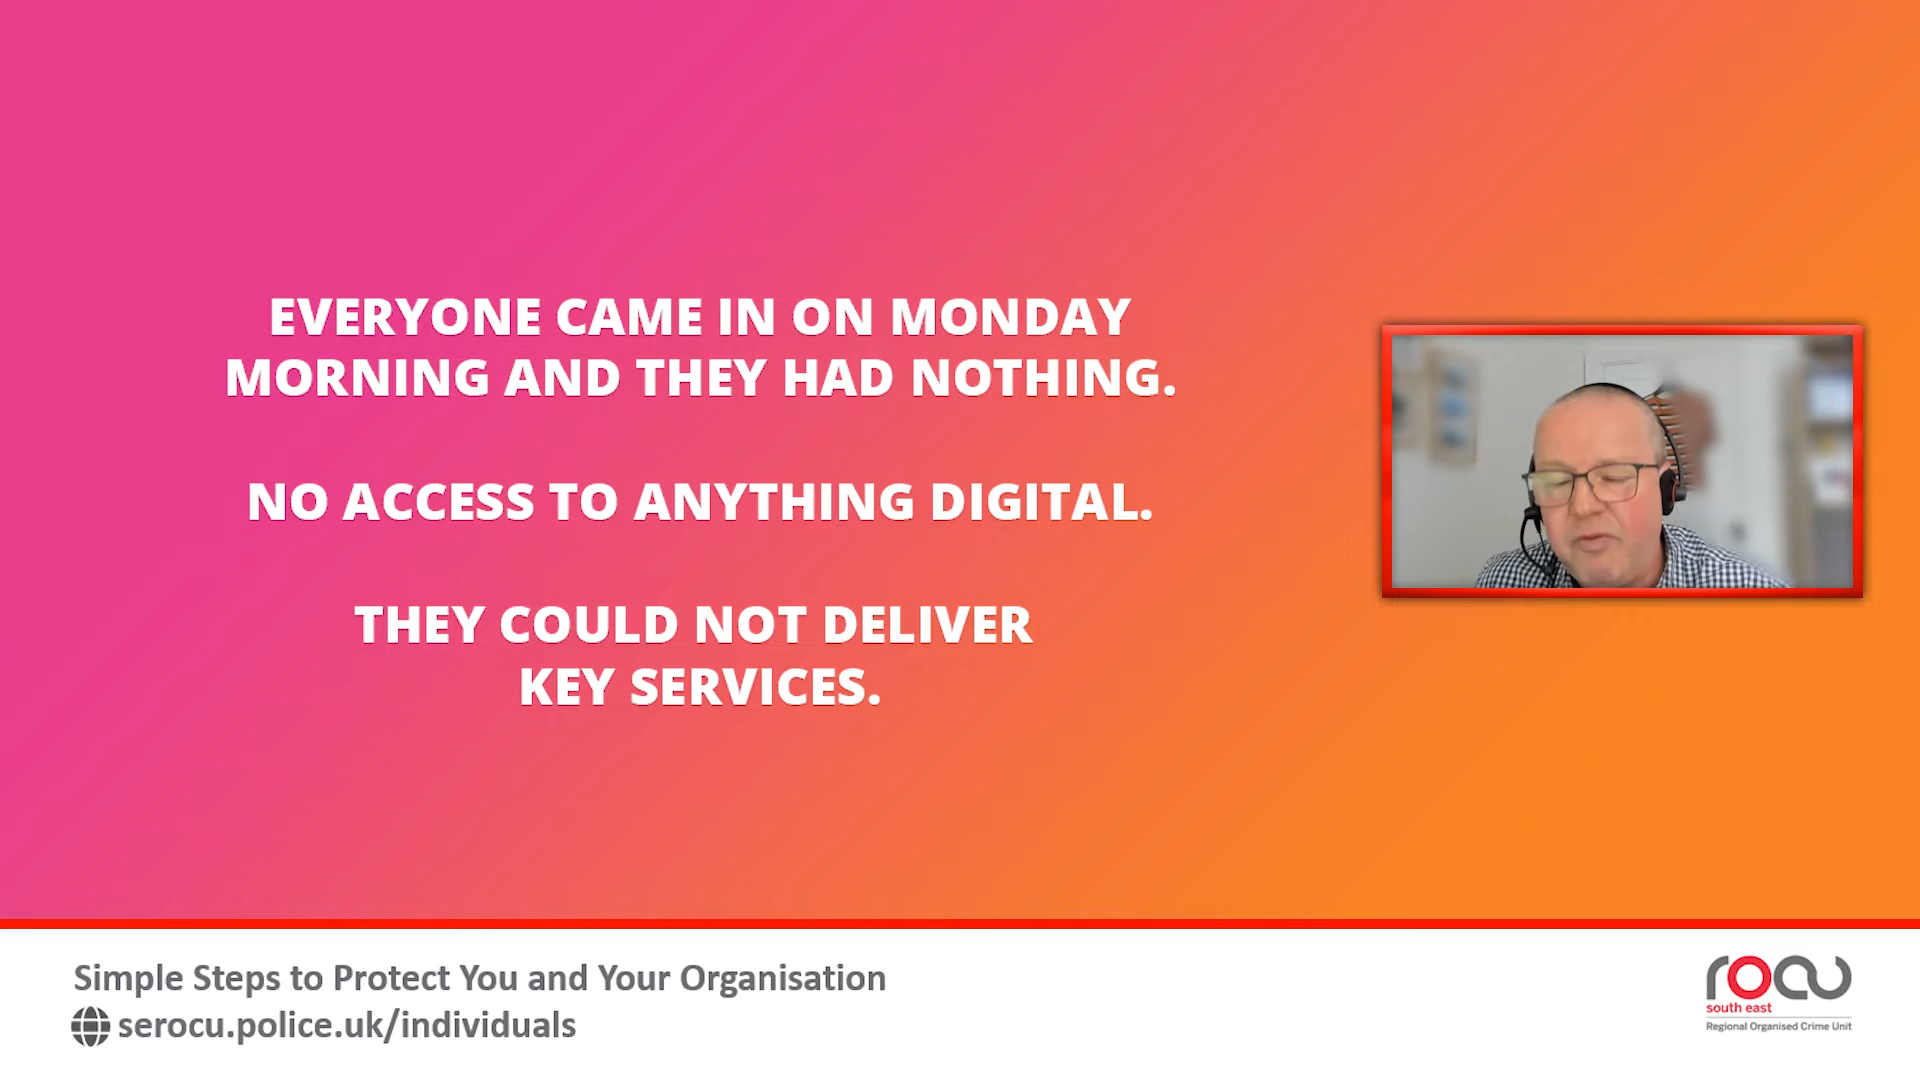 EVERYONE CAME IN ON MONDAY
MORNING AND THEY HAD NOTHING.
NO ACCESS TO ANYTHING DIGITAL.
THEY COULD NOT DELIVER
KEY SERVICES.
Simple Steps to Protect You and Your Organisation
serocu.police.uk/individuals
rocu
south east
Regional Organised Crime Unit